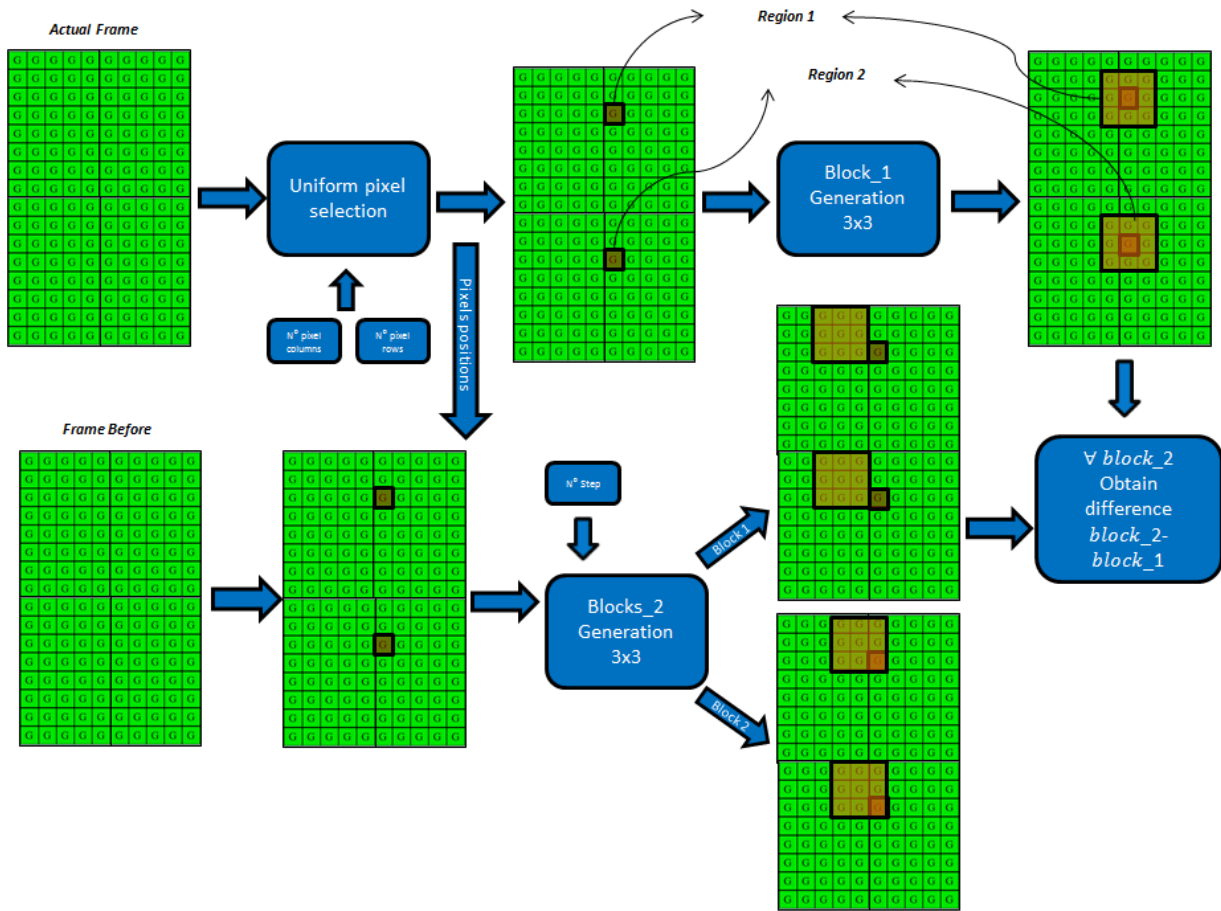 Actual Frame
Region 1
Region 2
Uniform pixel
selection
Block_1
Generation
3x3
N° pixel
columns
N° pixel
rows
Pixels positions
Frame Before
N° Step
Blocks_2
Generation
3x3
Block 1
Block 2
∀ block_2
Obtain
difference
block_2-
block_1